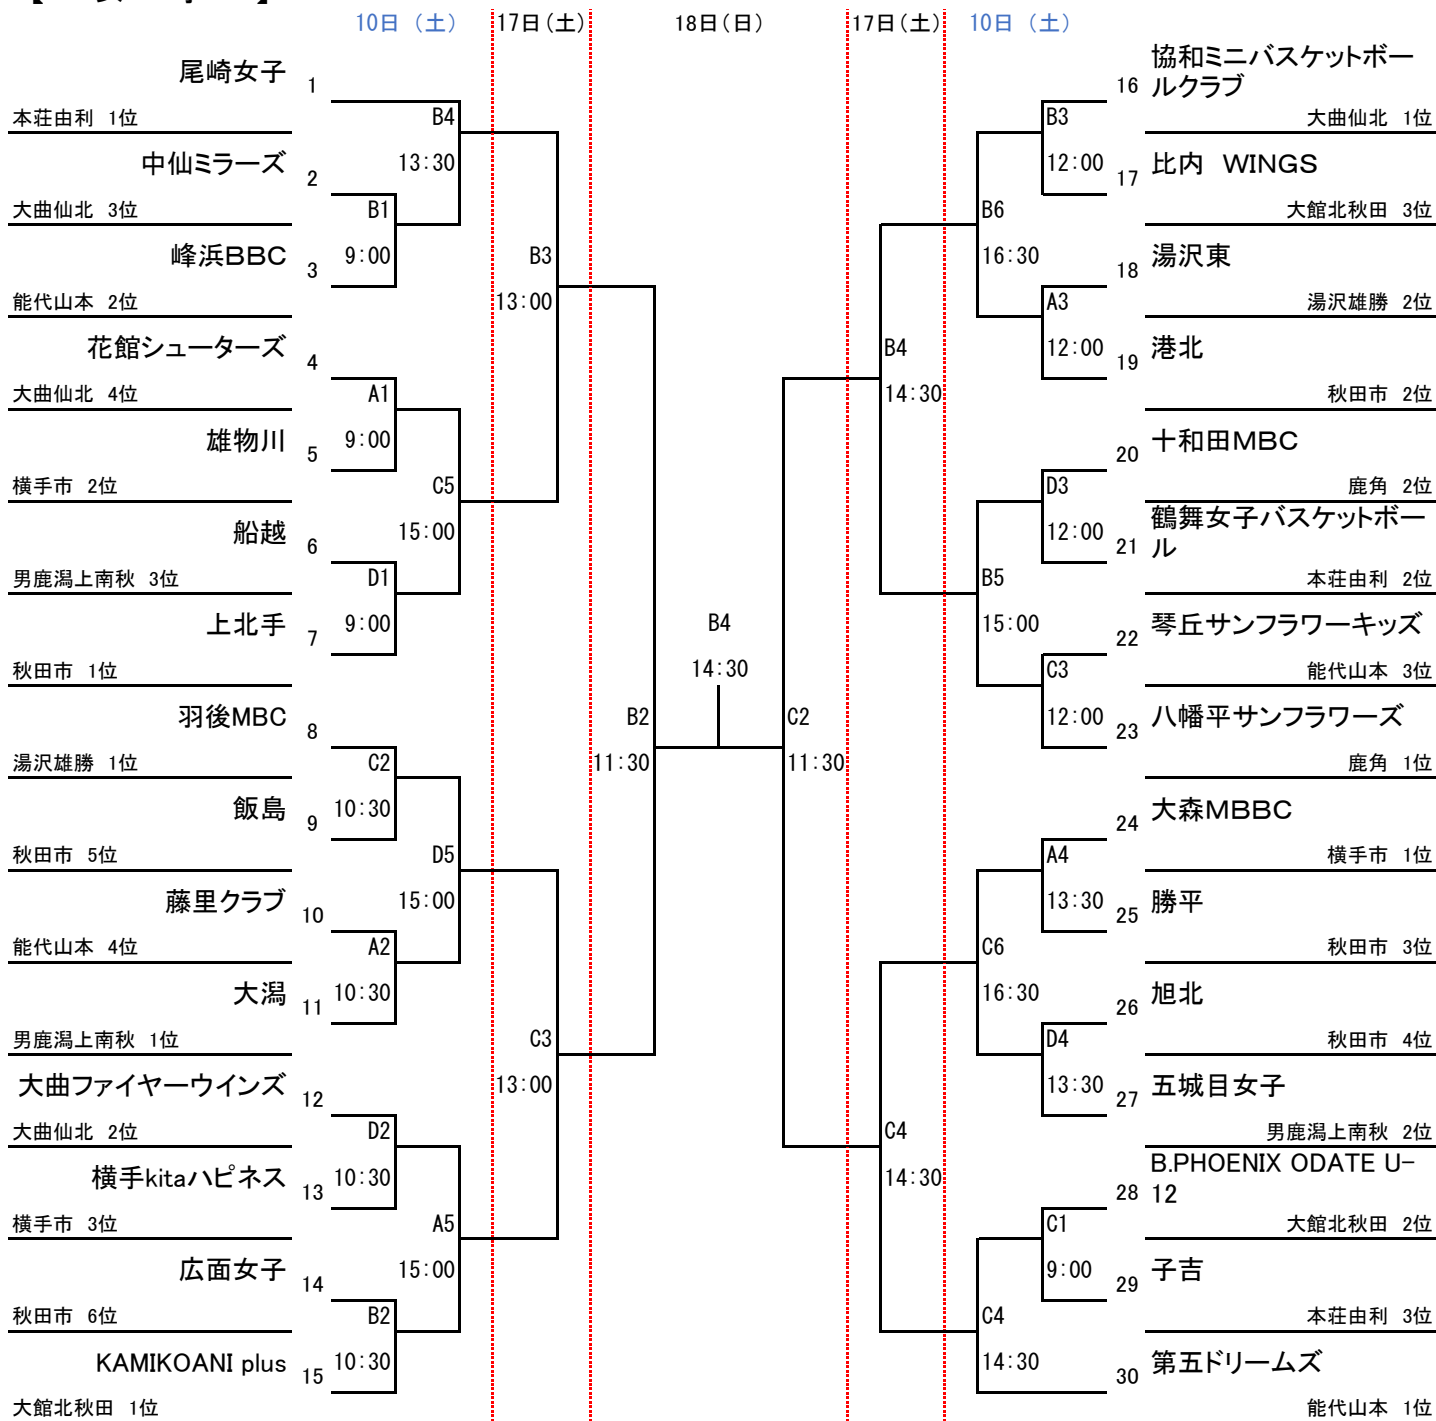 10日 （土）
17日（土）
18日（日）
17日（土）
10日 （土）
尾崎女子 1
本荘由利 1位
B4
13:30
中仙ミラーズ 2
大曲仙北 3位
B1
9:00
峰浜BBC 3
能代山本 2位
B3
13:00
花館シューターズ 4
大曲仙北 4位
A1
9:00
雄物川 5
横手市 2位
C5
15:00
船越 6
男鹿潟上南秋 3位
D1
9:00
上北手 7
秋田市 1位
羽後MBC 8
湯沢雄勝 1位
C2
10:30
飯島 9
秋田市 5位
D5
15:00
藤里クラブ 10
能代山本 4位
A2
10:30
大潟 11
男鹿潟上南秋 1位
C3
13:00
大曲ファイヤーウインズ 12
大曲仙北 2位
D2
10:30
横手kitaハピネス 13
横手市 3位
A5
15:00
広面女子 14
秋田市 6位
B2
10:30
KAMIKOANI plus 15
大館北秋田 1位
B2
11:30
B4
14:30
C2
11:30
16 協和ミニバスケットボー
ルクラブ
大曲仙北 1位
B3
12:00
17 比内　WINGS
大館北秋田 3位
B6
16:30
18 湯沢東
湯沢雄勝 2位
A3
12:00
19 港北
秋田市 2位
B4
14:30
20 十和田MBC
鹿角 2位
D3
12:00
21 鶴舞女子バスケットボー
ル
本荘由利 2位
B5
15:00
22 琴丘サンフラワーキッズ
能代山本 3位
C3
12:00
23 八幡平サンフラワーズ
鹿角 1位
24 大森MBBC
横手市 1位
A4
13:30
25 勝平
秋田市 3位
C6
16:30
26 旭北
秋田市 4位
D4
13:30
27 五城目女子
男鹿潟上南秋 2位
C4
14:30
28 B.PHOENIX ODATE U-
12
大館北秋田 2位
C1
9:00
29 子吉
本荘由利 3位
C4
14:30
30 第五ドリームズ
能代山本 1位